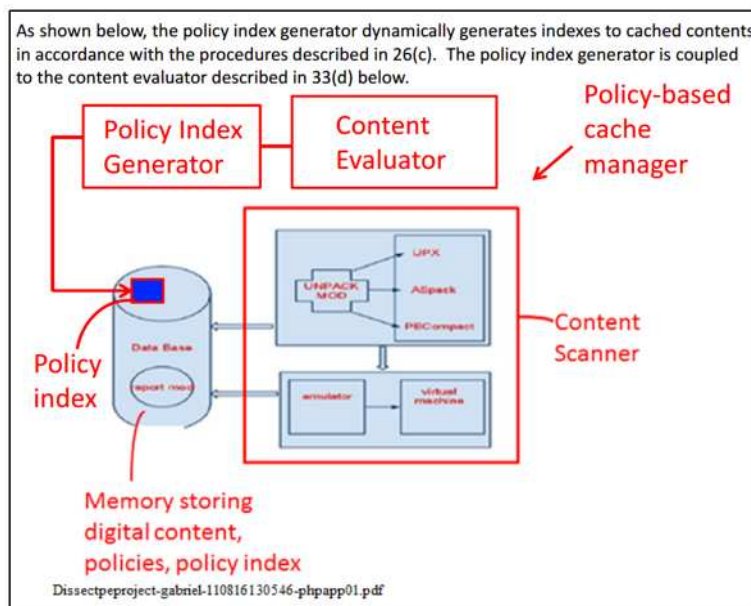 As shown below, the policy index generator dynamically generates indexes to cached contents
in accordance with the procedures described in 26(c).  The policy index generator is coupled
to the content evaluator described in 33(d) below.
Policy-based
cache
manager
Policy Index
Generator
Content
Evaluator
UPX
UNPACK
MOD
ASpack
PECompact
Content
Scanner
Data Base
Policy
index
report mod
emulator
virtual
machine
Memory storing
digital content,
policies, policy index
Dissectpeproject-gabriel-110816130546-phpapp01.pdf